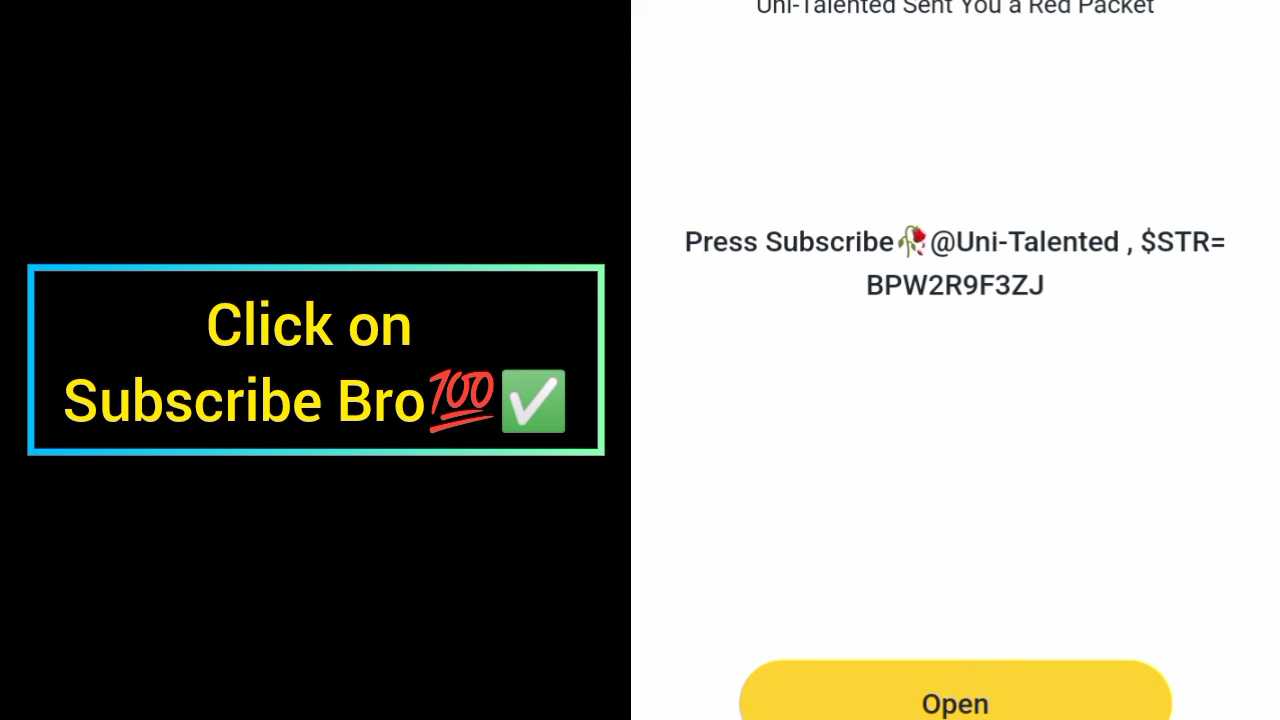 Click on
Subscribe Bro💯✅
Uni-Talented Sent You a Red Packet
Press Subscribe🥀@Uni-Talented , $STR=
BPW2R9F3ZJ
Open